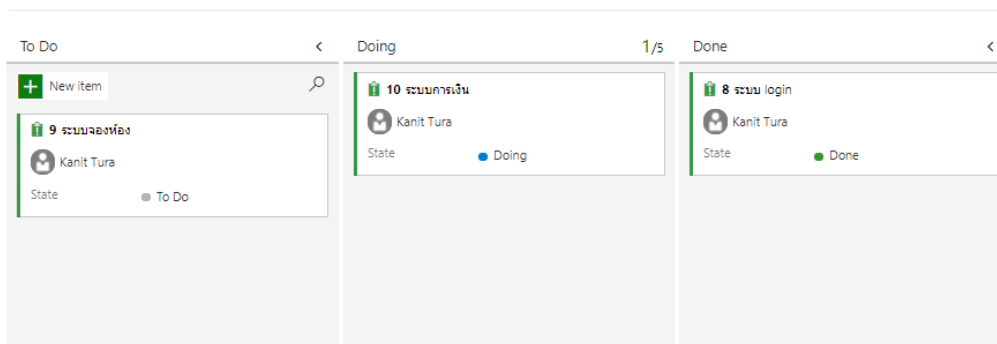 To Do
New item
9 ระบบจองห้อง
Kanit Tura
State To Do
Doing 1/5
10 ระบบการเงิน
Kanit Tura
State Doing
Done
8 ระบบ login
Kanit Tura
State Done